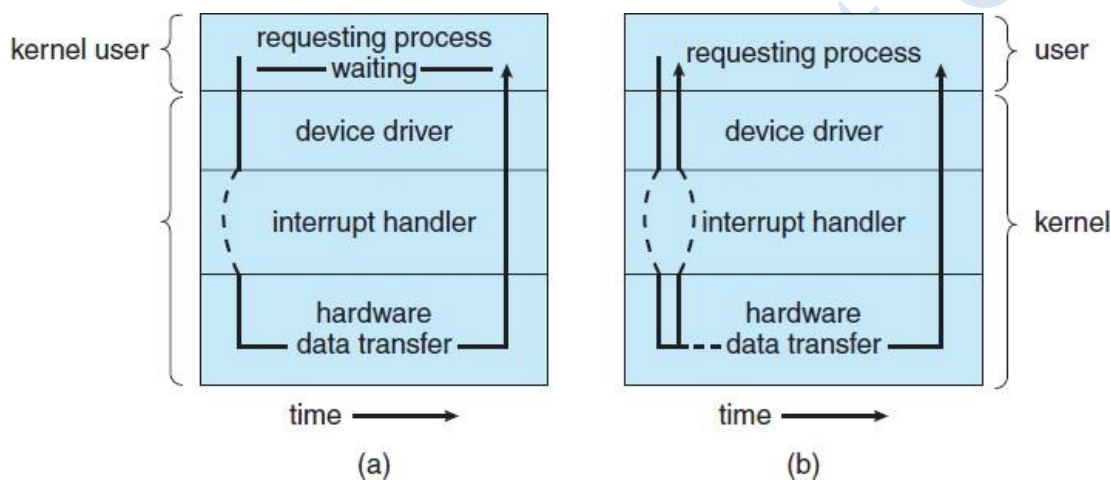 kernel user
requesting process
waiting
device driver
interrupt handler
hardware
data transfer
time
(a)
requesting process
user
device driver
interrupt handler
kernel
hardware
data transfer
time
(b)